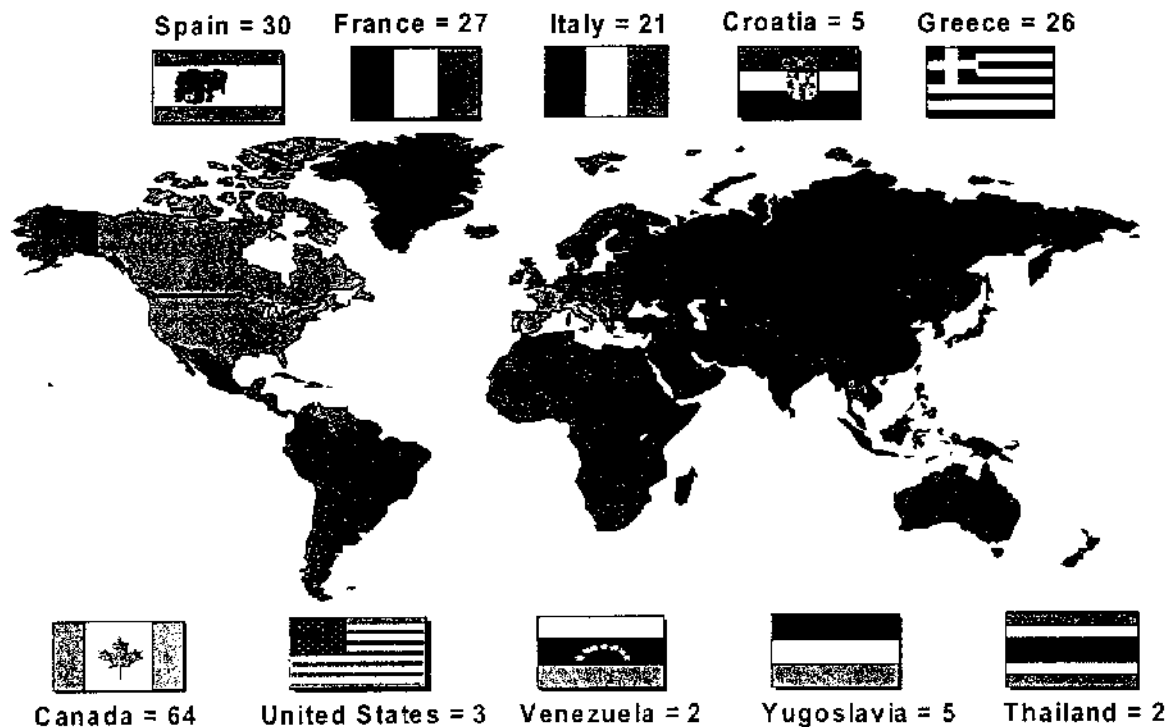 Spain = 30
France = 27
Italy = 21
Croatia = 5
Greece = 26
Canada = 64
United States = 3
Venezuela = 2
Yugoslavia = 5
Thailand = 2